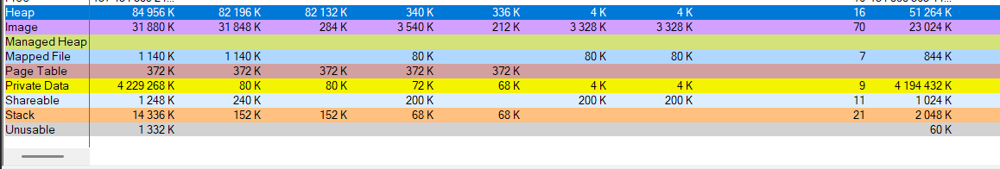 Heap 84 956 K 82 196 K 82 132 K 340 K 336 K 4 K 4 K 16 51 264 K
Image 31 880 K 31 848 K 284 K 3 540 K 212 K 3 328 K 3 328 K 70 23 024 K
Managed Heap
Mapped File 1 140 K 1 140 K 80 K 80 K 80 K 7 844 K
Page Table 372 K 372 K 372 K 372 K 372 K
Private Data 4 229 268 K 80 K 80 K 72 K 68 K 4 K 4 K 9 4 194 432 K
Shareable 1 248 K 240 K 200 K 200 K 200 K 11 1 024 K
Stack 14 336 K 152 K 152 K 68 K 68 K 21 2 048 K
Unusable 1 332 K 60 K